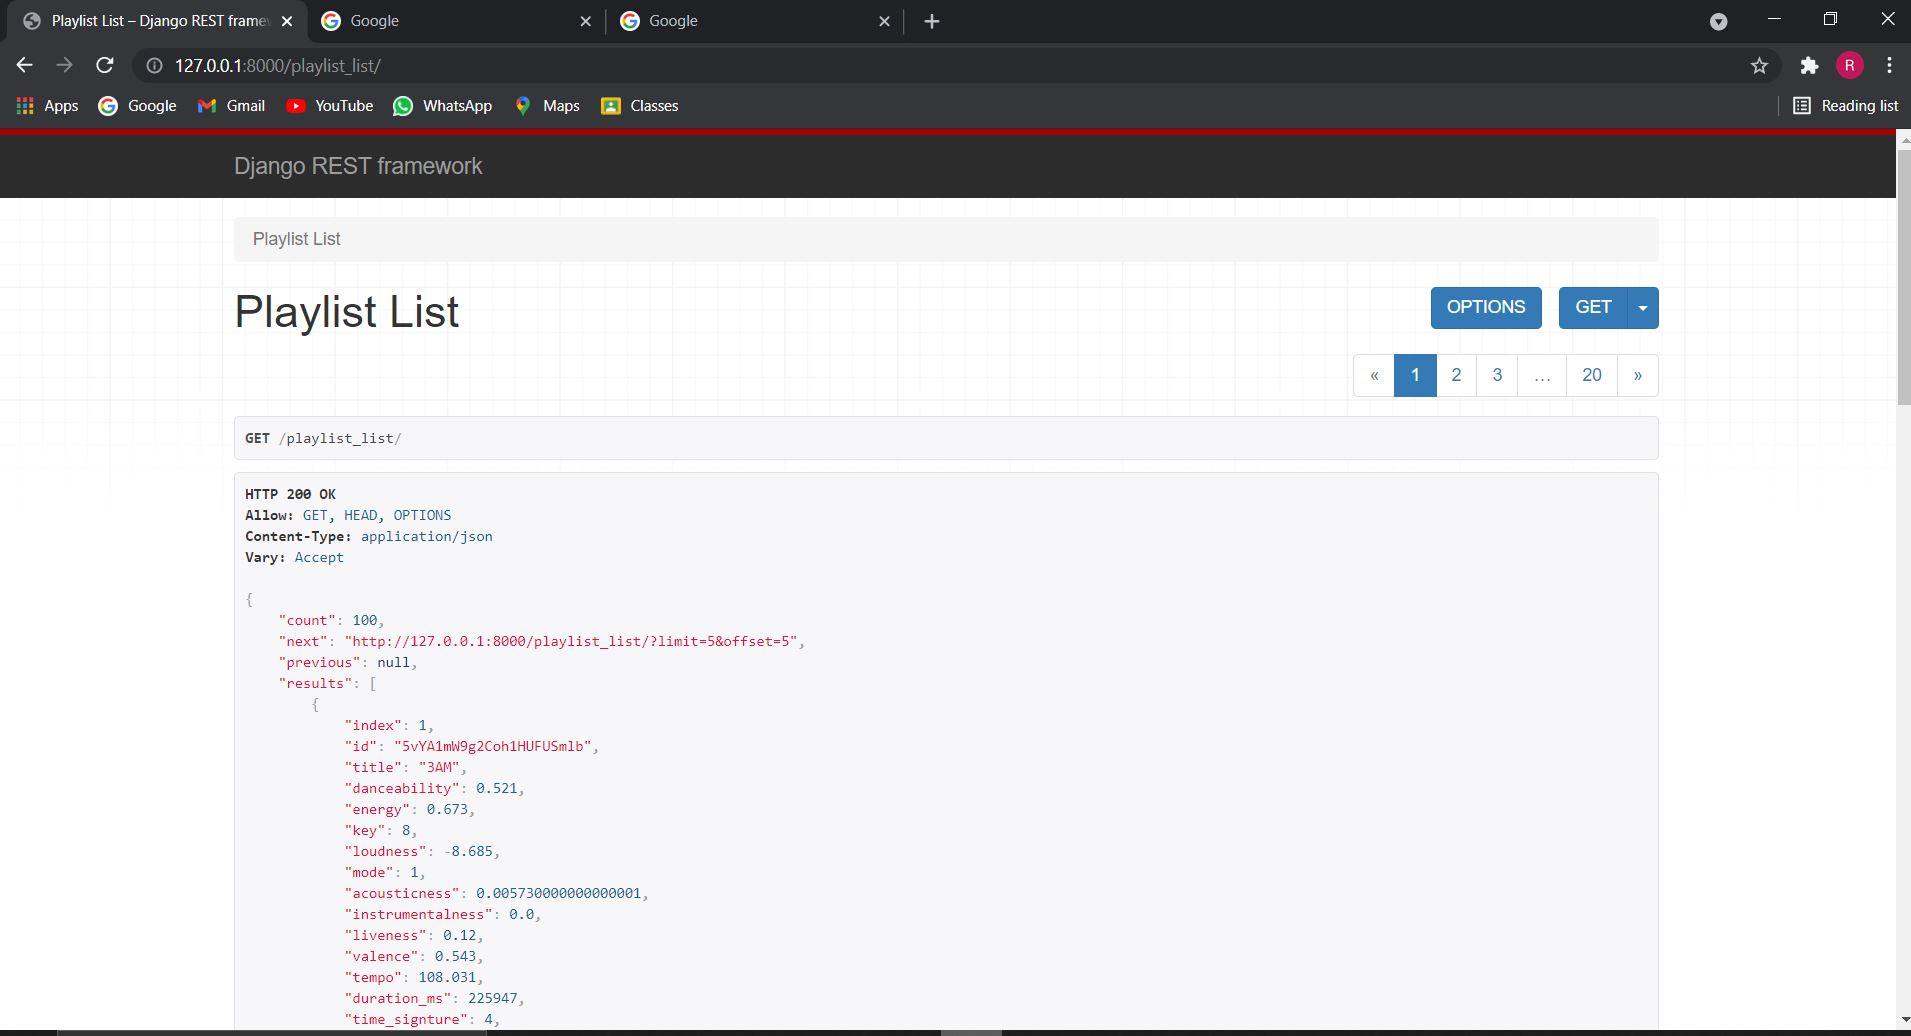 Playlist List – Django REST frame
Google
Google
127.0.0.1:8000/playlist_list/
R
Apps
Google
Gmail
YouTube
WhatsApp
Maps
Classes
Reading list
Django REST framework
Playlist List
Playlist List
OPTIONS
GET
« 1 2 3 … 20 »
GET /playlist_list/
HTTP 200 OK
Allow: GET, HEAD, OPTIONS
Content-Type: application/json
Vary: Accept
{
"count": 100,
"next": "http://127.0.0.1:8000/playlist_list/?limit=5&offset=5",
"previous": null,
"results": [
{
"index": 1,
"id": "5vYA1mW9g2Coh1HUFUSmlb",
"title": "3AM",
"danceability": 0.521,
"energy": 0.673,
"key": 8,
"loudness": -8.685,
"mode": 1,
"acousticness": 0.005730000000000001,
"instrumentalness": 0.0,
"liveness": 0.12,
"valence": 0.543,
"tempo": 108.031,
"duration_ms": 225947,
"time_signture": 4,